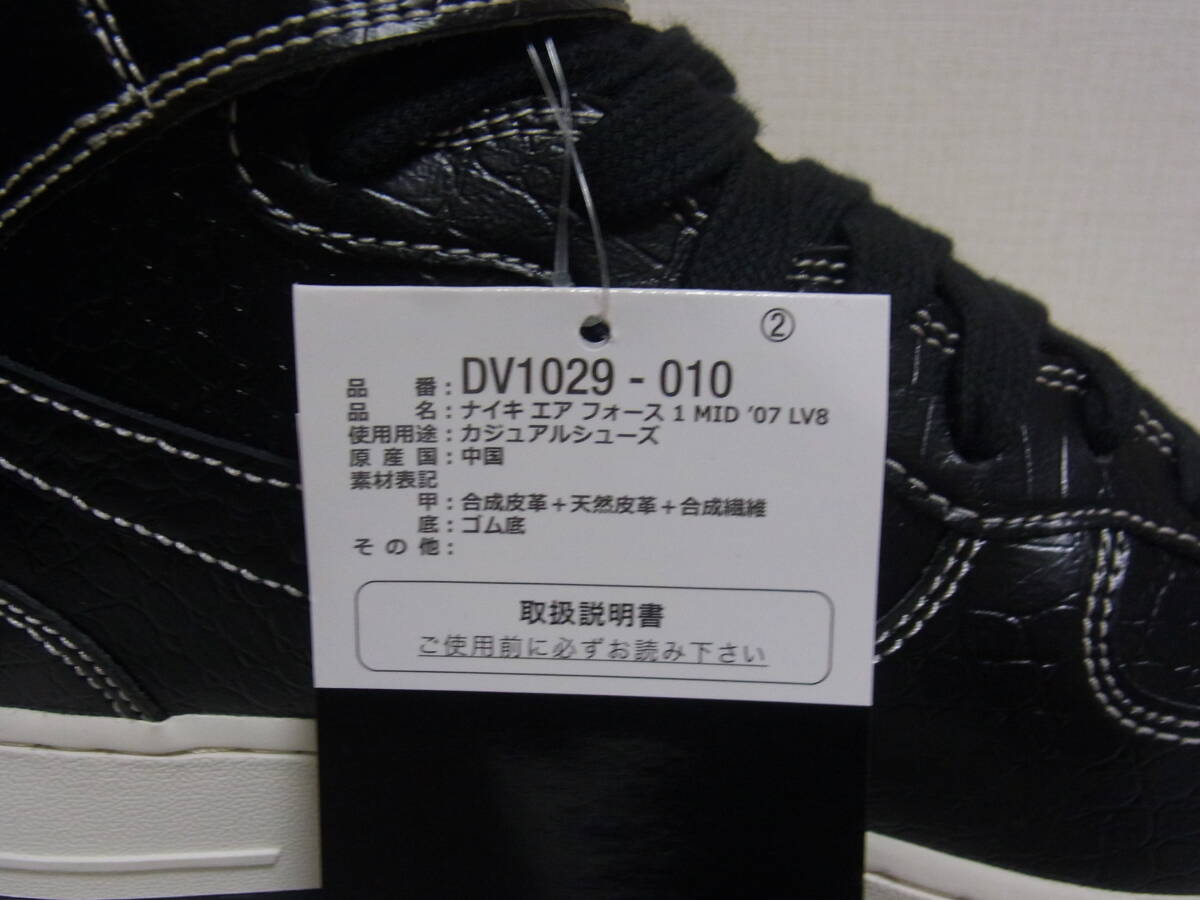 ②
品番:DV1029-010
品名:ナイキ エア フォース 1 MID '07 LV8
使用用途:カジュアルシューズ
原産国:中国
素材表記
甲:合成皮革+天然皮革+合成繊維
底:ゴム底
その他:
取扱説明書
ご使用前に必ずお読み下さい